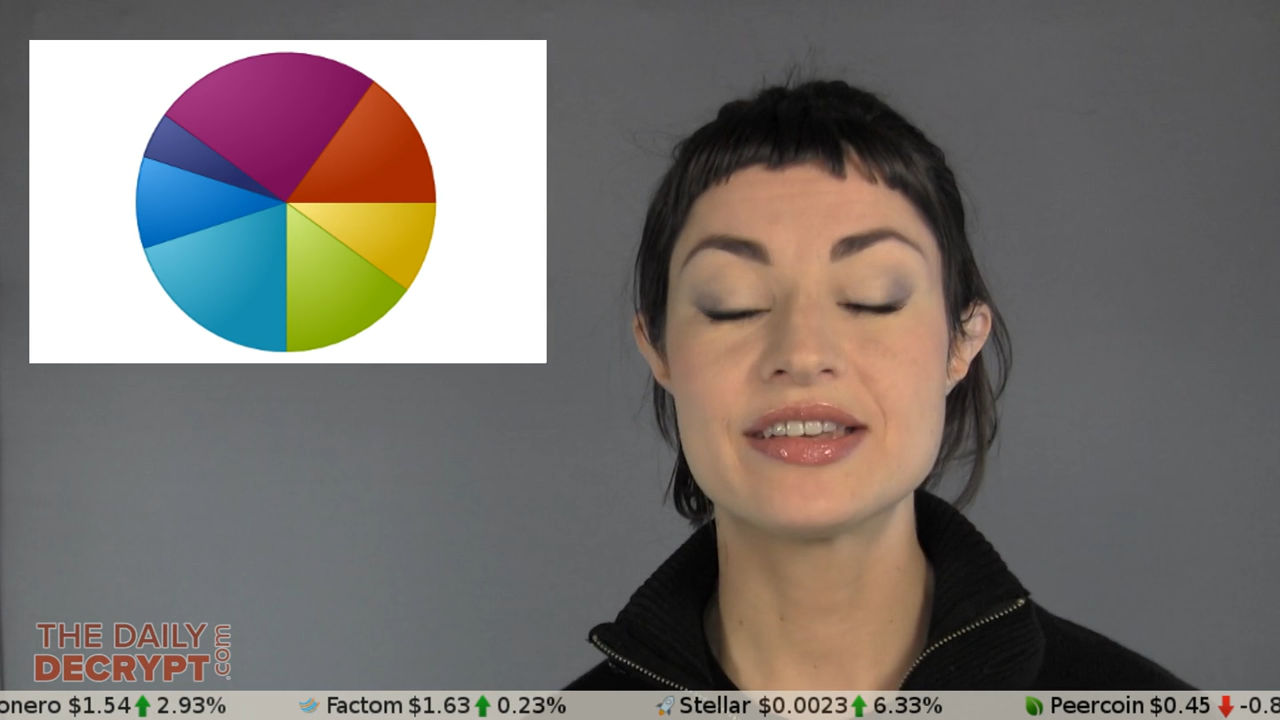 THE DAILY
DECRYPT
.com
onero $1.54 2.93% Factom $1.63 0.23% Stellar $0.0023 6.33% Peercoin $0.45 -0.8